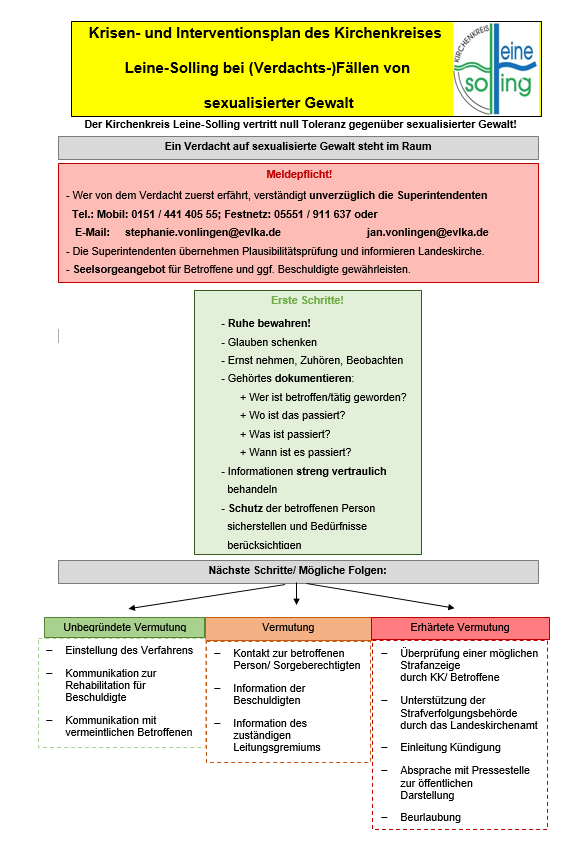 Krisen- und Interventionsplan des Kirchenkreises
Leine-Solling bei (Verdachts-)Fällen von
sexualisierter Gewalt
KIRCHENKREIS
leine
solling
Der Kirchenkreis Leine-Solling vertritt null Toleranz gegenüber sexualisierter Gewalt!
Ein Verdacht auf sexualisierte Gewalt steht im Raum
Meldepflicht!
- Wer von dem Verdacht zuerst erfährt, verständigt unverzüglich die Superintendenten
Tel.: Mobil: 0151 / 441 405 55; Festnetz: 05551 / 911 637 oder
E-Mail: stephanie.vonlingen@evlka.de jan.vonlingen@evlka.de
- Die Superintendenten übernehmen Plausibilitätsprüfung und informieren Landeskirche.
- Seelsorgeangebot für Betroffene und ggf. Beschuldigte gewährleisten.
Erste Schritte!
- Ruhe bewahren!
- Glauben schenken
- Ernst nehmen, Zuhören, Beobachten
- Gehörtes dokumentieren:
+ Wer ist betroffen/tätig geworden?
+ Wo ist das passiert?
+ Was ist passiert?
+ Wann ist es passiert?
- Informationen streng vertraulich
behandeln
- Schutz der betroffenen Person
sicherstellen und Bedürfnisse
berücksichtigen
Nächste Schritte/ Mögliche Folgen:
Unbegründete Vermutung
– Einstellung des Verfahrens
– Kommunikation zur
Rehabilitation für
Beschuldigte
– Kommunikation mit
vermeintlichen Betroffenen
Vermutung
– Kontakt zur betroffenen
Person/ Sorgeberechtigten
– Information der
Beschuldigten
– Information des
zuständigen
Leitungsgremiums
Erhärtete Vermutung
– Überprüfung einer möglichen
Strafanzeige
durch KK/ Betroffene
– Unterstützung der
Strafverfolgungsbehörde
durch das Landeskirchenamt
– Einleitung Kündigung
– Absprache mit Pressestelle
zur öffentlichen
Darstellung
– Beurlaubung